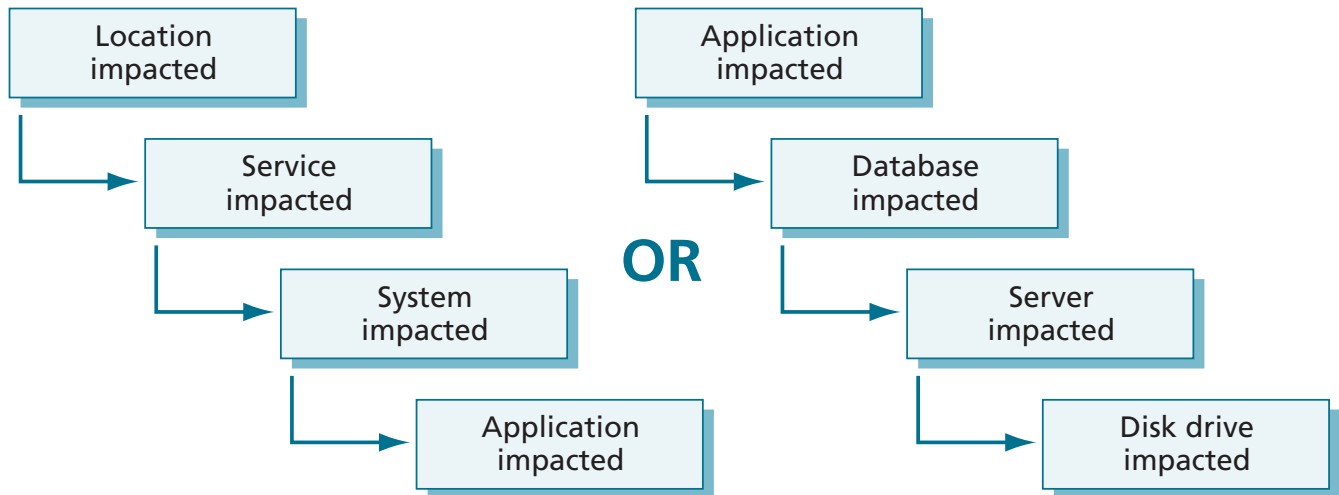 Location
impacted
Service
impacted
System
impacted
Application
impacted
OR
Application
impacted
Database
impacted
Server
impacted
Disk drive
impacted